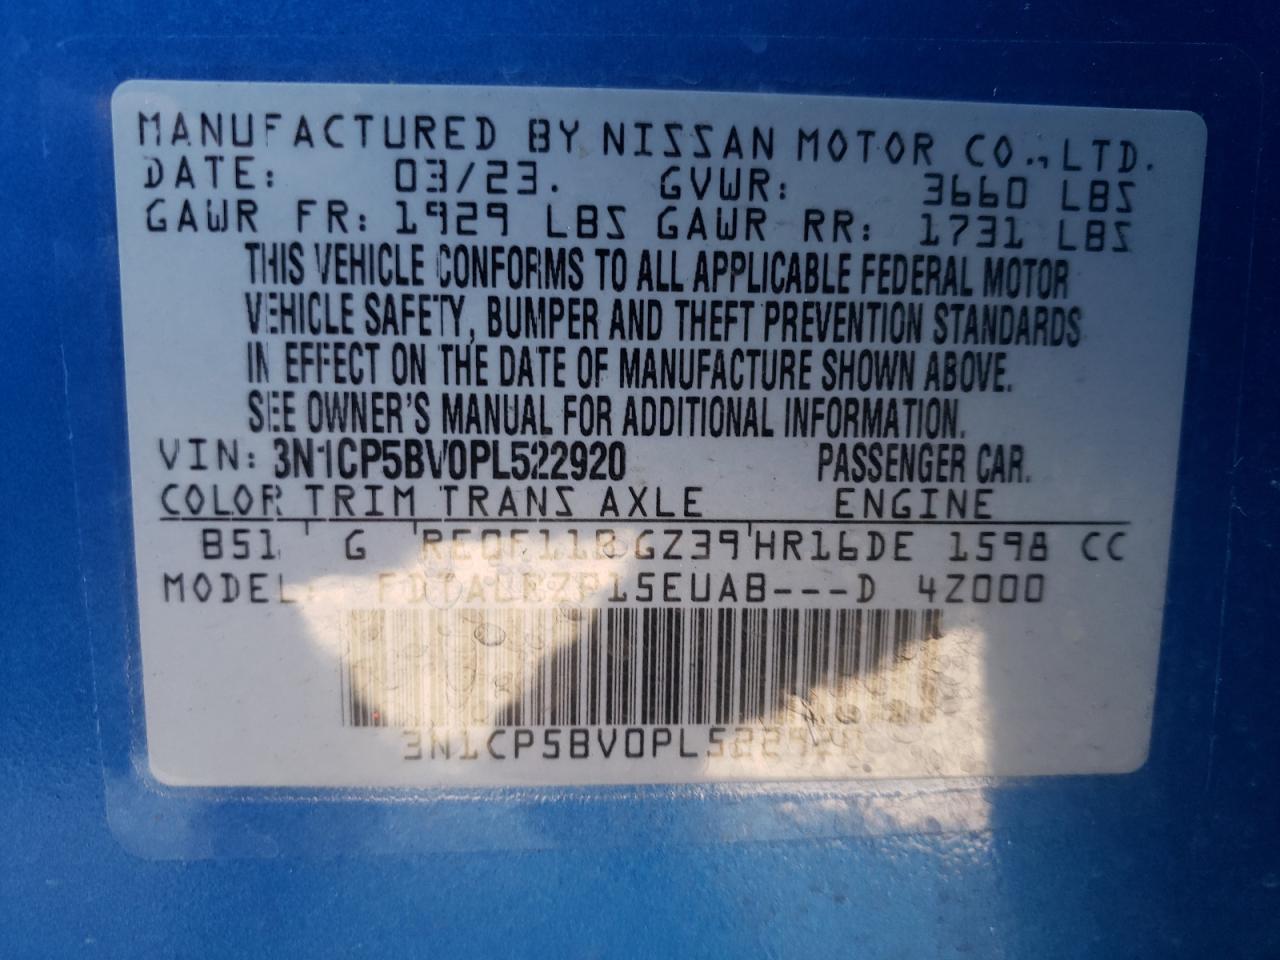 MANUFACTURED BY NISSAN MOTOR CO., LTD.
DATE: 03/23. GVWR: 3660 LBS
GAWR FR: 1929 LBS GAWR RR: 1731 LBS
THIS VEHICLE CONFORMS TO ALL APPLICABLE FEDERAL MOTOR
VEHICLE SAFETY, BUMPER AND THEFT PREVENTION STANDARDS
IN EFFECT ON THE DATE OF MANUFACTURE SHOWN ABOVE.
SEE OWNER'S MANUAL FOR ADDITIONAL INFORMATION.
VIN: 3N1CP5BV0PL522920 PASSENGER CAR.
COLOR TRIM TRANS AXLE ENGINE
B51 G GZ39 HR16DE 1598 CC
MODEL: 4Z000
3N1CP5BV0PL522920